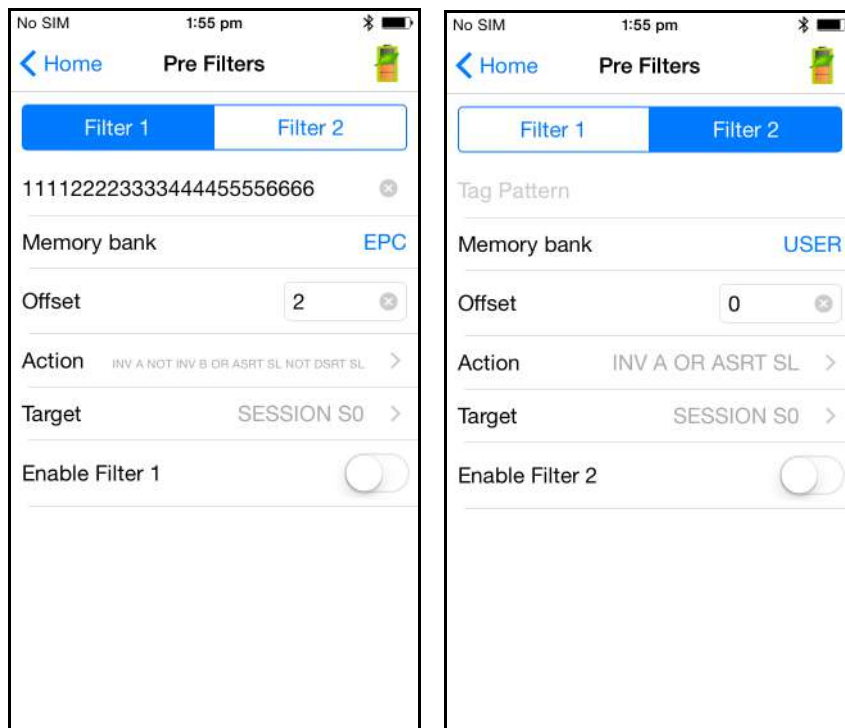 No SIM 1:55 pm
Home Pre Filters
Filter 1 Filter 2
111122223333444455556666
Memory bank EPC
Offset 2
Action INV A NOT INV B OR ASRT SL NOT DSRT SL
Target SESSION S0
Enable Filter 1
No SIM 1:55 pm
Home Pre Filters
Filter 1 Filter 2
Tag Pattern
Memory bank USER
Offset 0
Action INV A OR ASRT SL
Target SESSION S0
Enable Filter 2